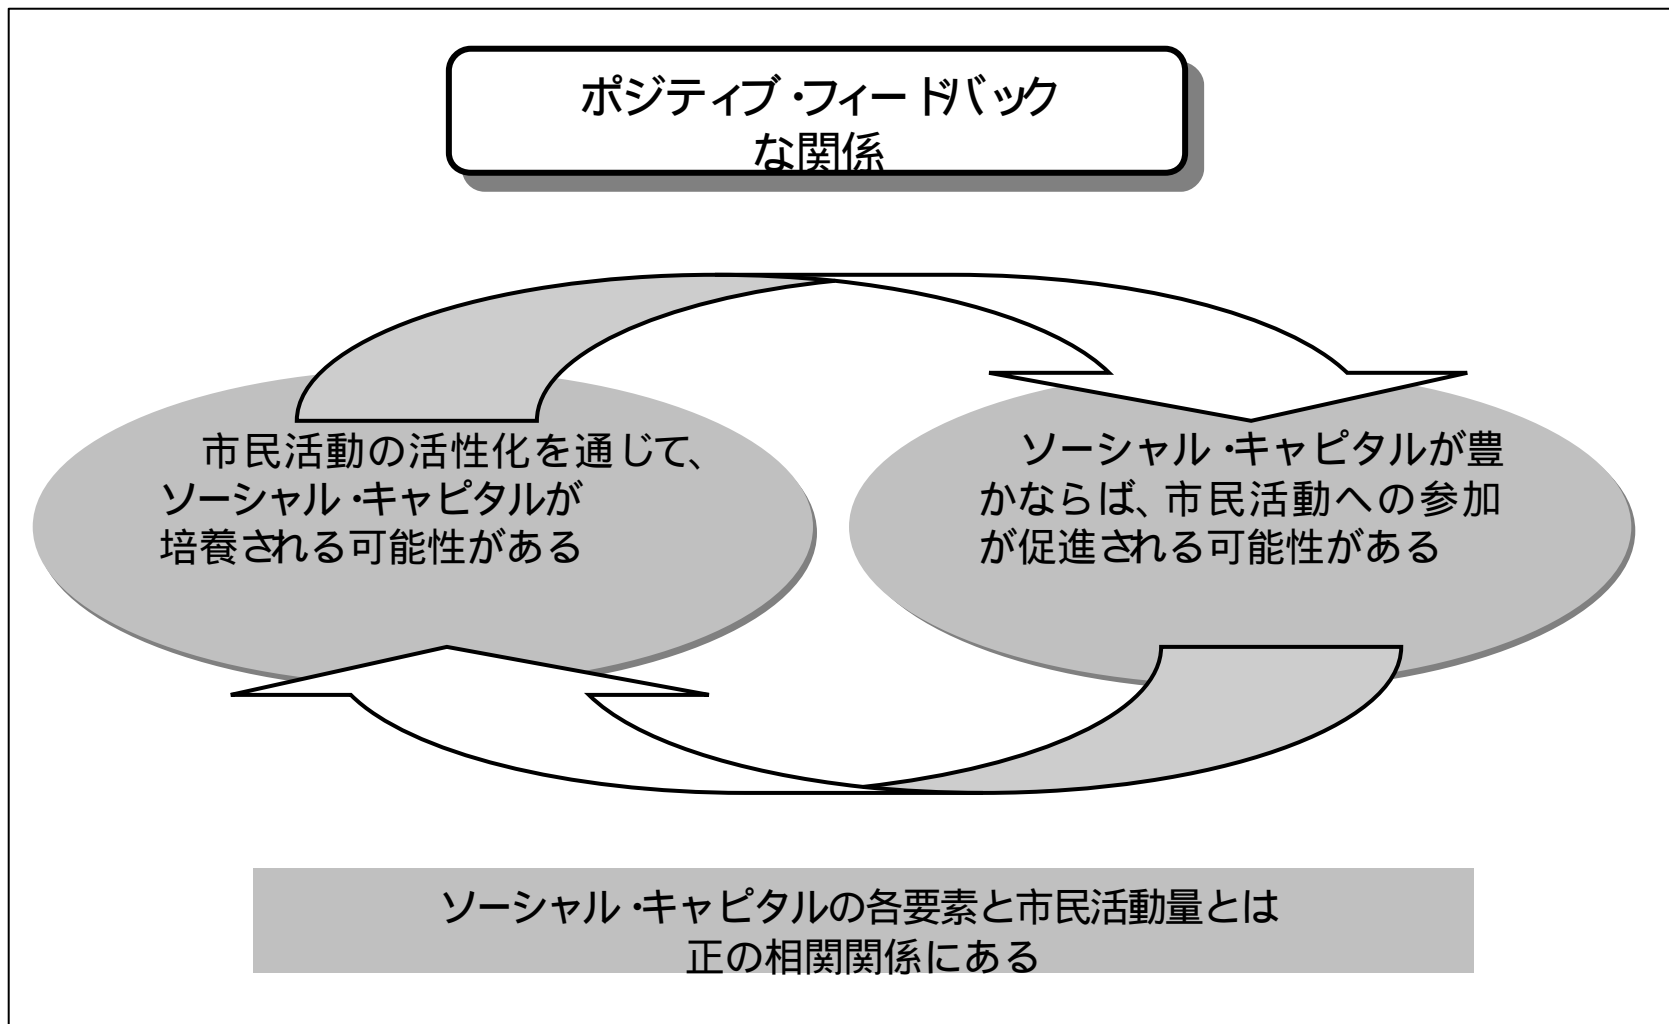 ポジティブ・フィードバック
な関係
市民活動の活性化を通じて、
ソーシャル・キャピタルが
培養される可能性がある
ソーシャル・キャピタルが豊
かならば、市民活動への参加
が促進される可能性がある
ソーシャル・キャピタルの各要素と市民活動量とは
正の相関関係にある